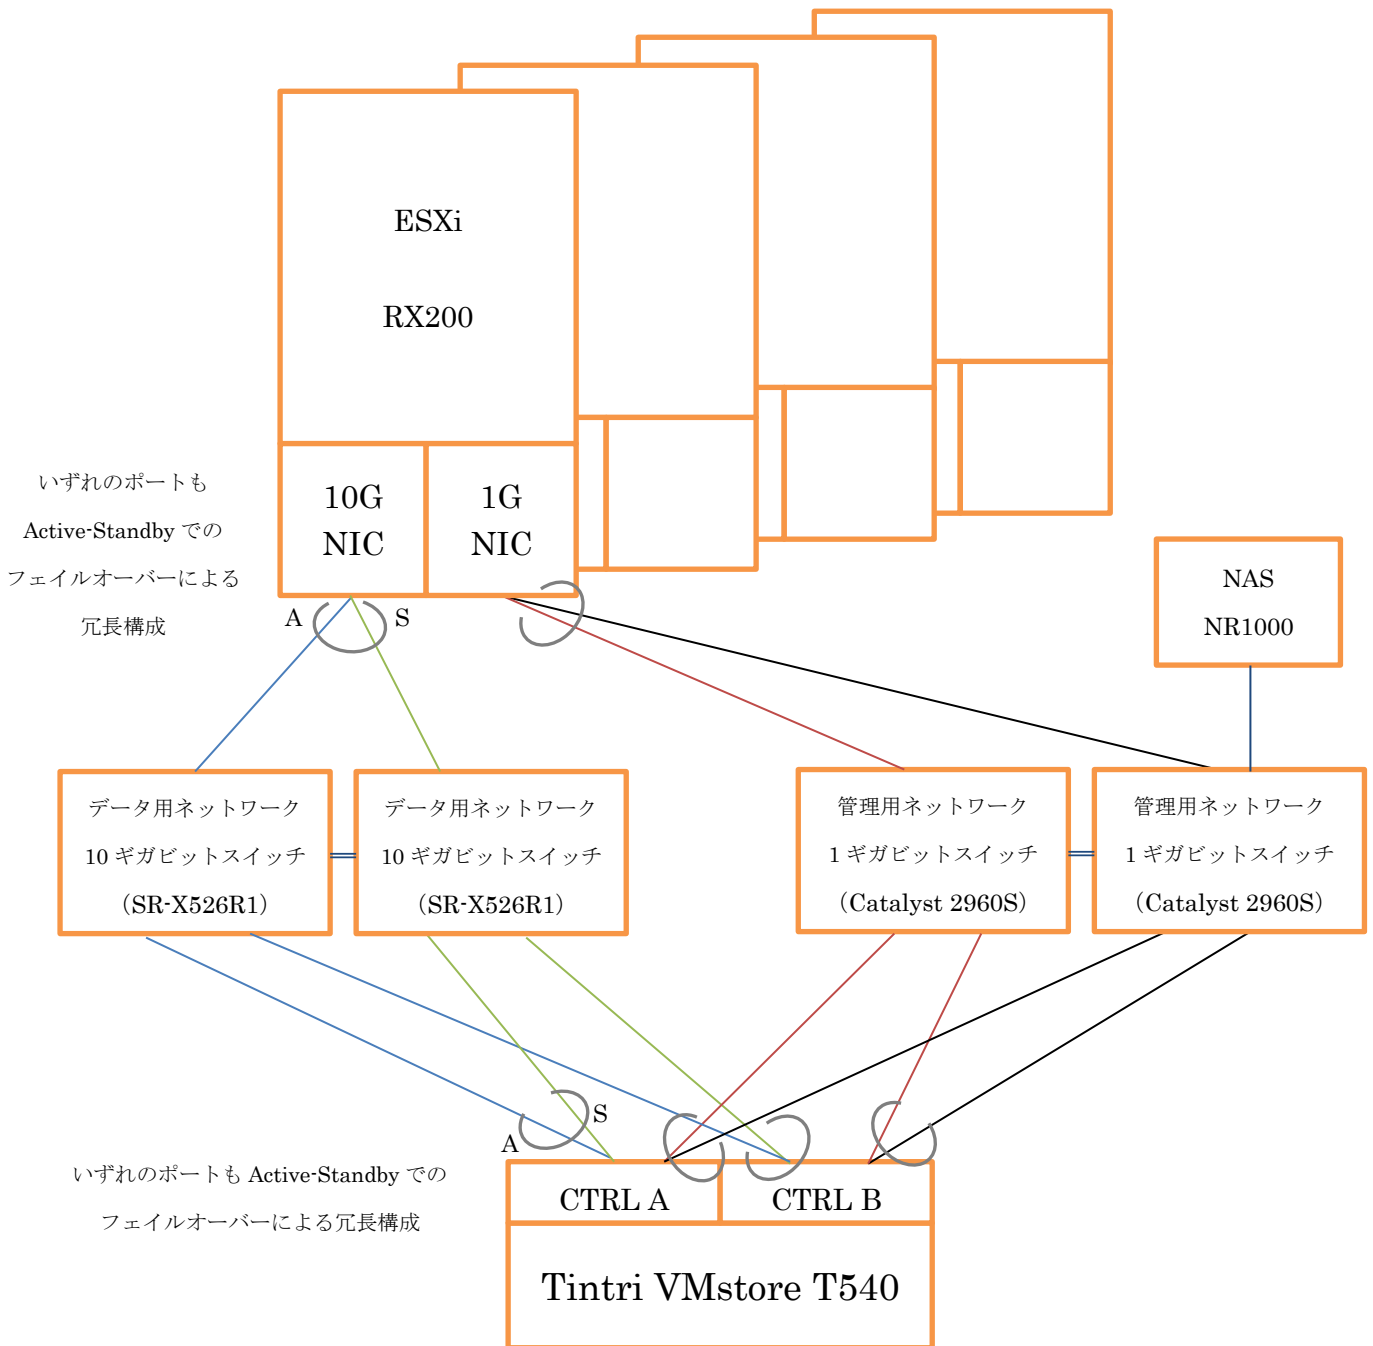 ESXi
RX200
10G
NIC
1G
NIC
いずれのポートも
Active-Standby での
フェイルオーバーによる
冗長構成
A
S
NAS
NR1000
データ用ネットワーク
10 ギガビットスイッチ
（SR-X526R1）
データ用ネットワーク
10 ギガビットスイッチ
（SR-X526R1）
管理用ネットワーク
1 ギガビットスイッチ
（Catalyst 2960S）
管理用ネットワーク
1 ギガビットスイッチ
（Catalyst 2960S）
S
A
いずれのポートも Active-Standby での
フェイルオーバーによる冗長構成
CTRL A
CTRL B
Tintri VMstore T540